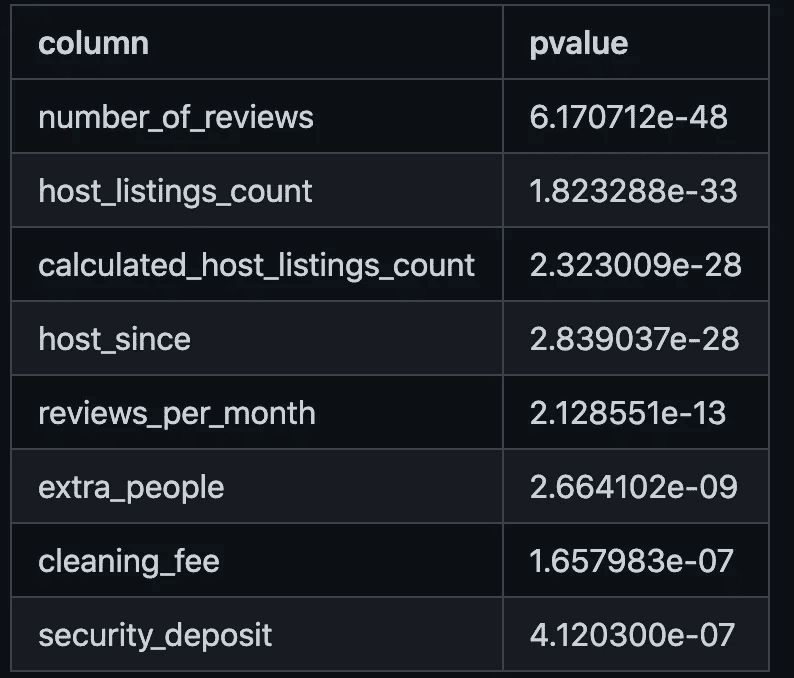 column pvalue
number_of_reviews 6.170712e-48
host_listings_count 1.823288e-33
calculated_host_listings_count 2.323009e-28
host_since 2.839037e-28
reviews_per_month 2.128551e-13
extra_people 2.664102e-09
cleaning_fee 1.657983e-07
security_deposit 4.120300e-07